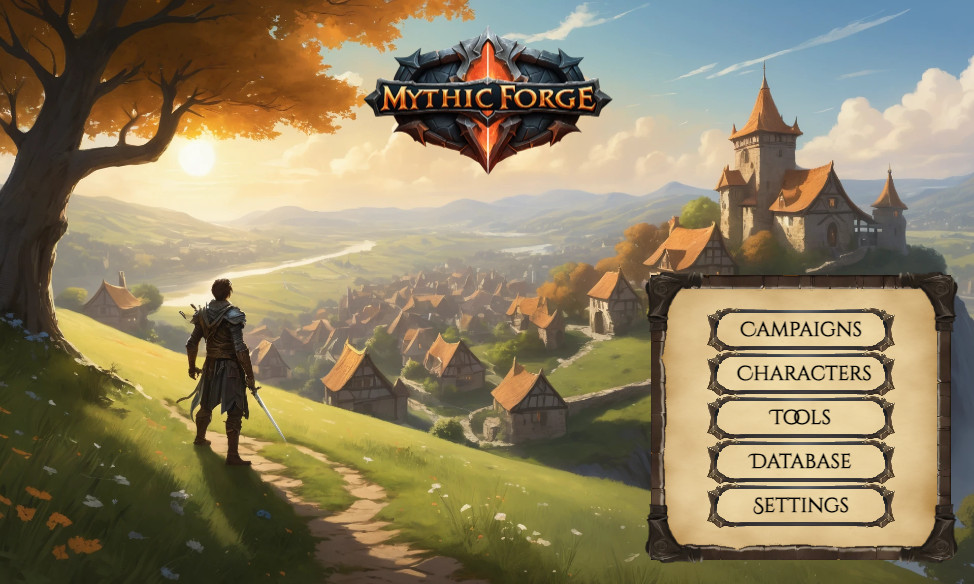 MYTHIC FORGE
CAMPAIGNS
CHARACTERS
TOOLS
DATABASE
SETTINGS